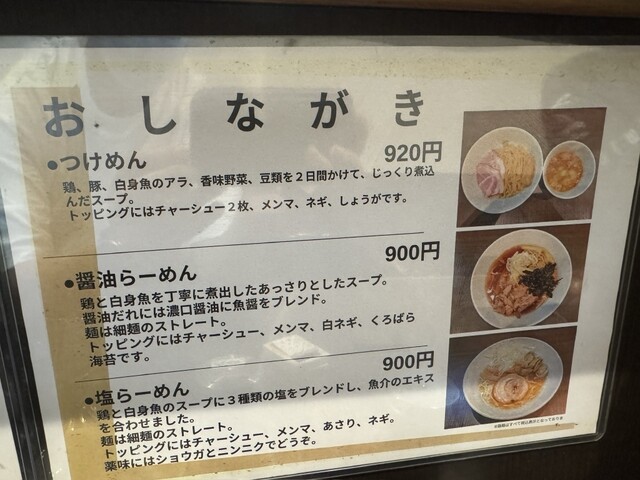 おしながき
●つけめん 920円
鶏、豚、白身魚のアラ、香味野菜、豆類を２日間かけて、じっくり煮込
んだスープ。
トッピングにはチャーシュー２枚、メンマ、ネギ、しょうがです。
●醤油らーめん 900円
鶏と白身魚を丁寧に煮出したあっさりとしたスープ。
醤油だれには濃口醤油に魚醤をブレンド。
麺は細麺のストレート。
トッピングにはチャーシュー、メンマ、白ネギ、くろばら
海苔です。
●塩らーめん 900円
鶏と白身魚のスープに３種類の塩をブレンドし、魚介のエキス
を合わせました。
麺は細麺のストレート。
トッピングにはチャーシュー、メンマ、あさり、ネギ。
薬味にはショウガとニンニクでどうぞ。